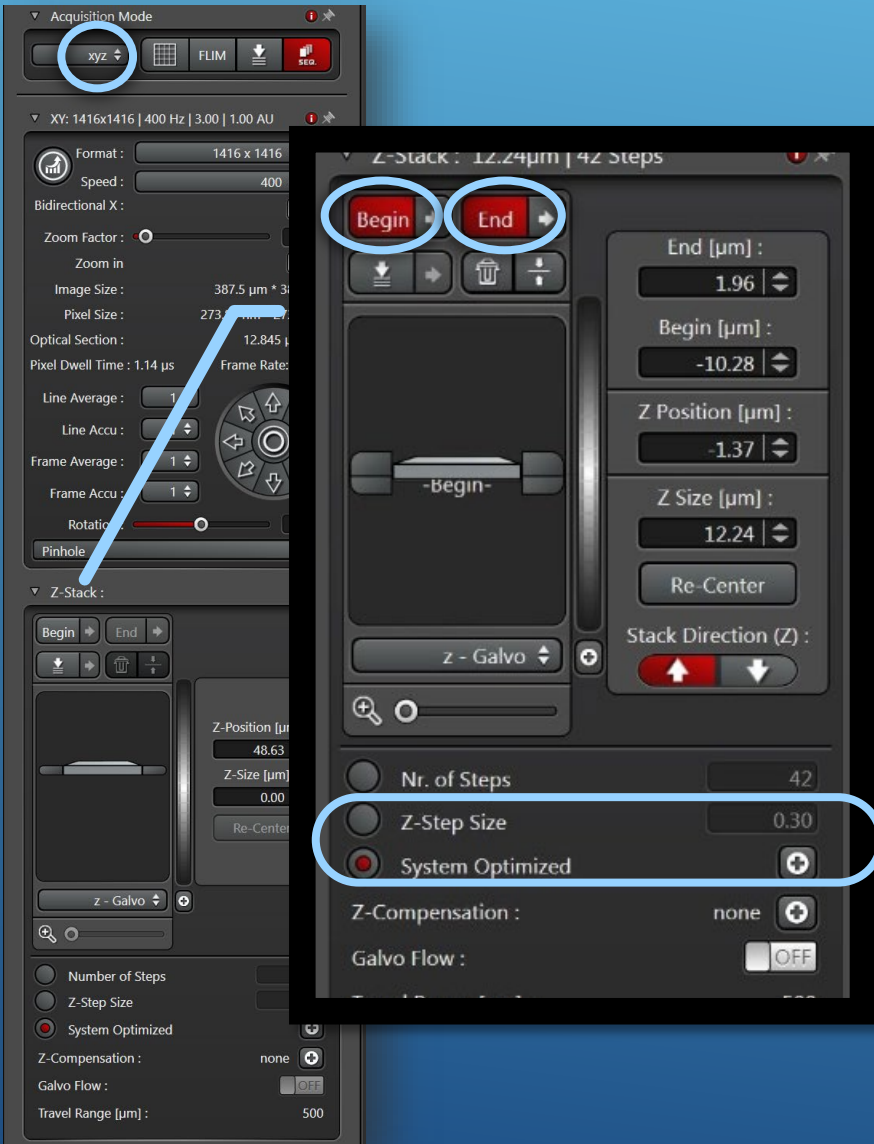 Acquisition Mode
xyz
FLIM
SEQ.
XY: 1416x1416 | 400 Hz | 3.00 | 1.00 AU
Format : 1416 x 1416
Speed : 400
Bidirectional X :
Zoom Factor :
Zoom in
Image Size : 387.5 µm *
Pixel Size :
Optical Section : 12.845
Pixel Dwell Time : 1.14 µs Frame Rate:
Line Average : 1
Line Accu :
Frame Average : 1
Frame Accu : 1
Pinhole
Z-Stack :
Begin End
Z-Position
48.63
Z-Size [µm]
0.00
Re-Center
z - Galvo
Number of Steps
Z-Step Size
System Optimized
Z-Compensation : none
Galvo Flow : OFF
Travel Range [µm] : 500
Z-Stack : 12.24µm | 42 Steps
Begin End
End [µm] :
1.96
Begin [µm] :
-10.28
Z Position [µm] :
-1.37
Z Size [µm] :
12.24
Re-Center
Stack Direction (Z) :
-Begin-
z - Galvo
Nr. of Steps 42
Z-Step Size 0.30
System Optimized
Z-Compensation : none
Galvo Flow : OFF